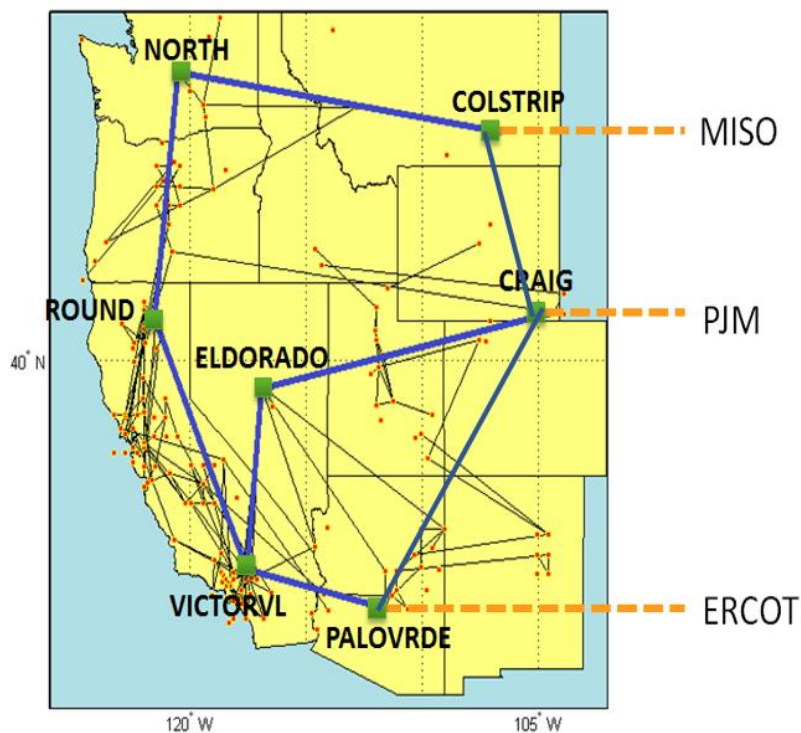 NORTH
COLSTRIP
MISO
CRAIG
ROUND
PJM
ELDORADO
40° N
VICTORVL
PALOVRDE
ERCOT
120° W
105° W